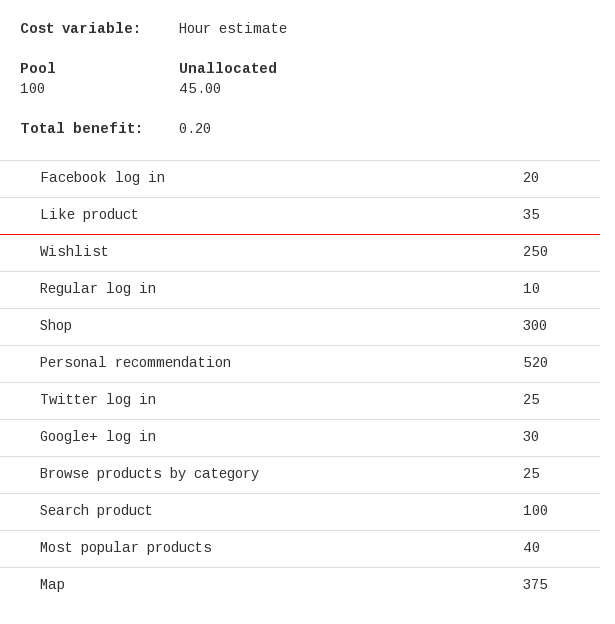 Cost variable: Hour estimate
Pool Unallocated
100 45.00
Total benefit: 0.20
Facebook log in 20
Like product 35
Wishlist 250
Regular log in 10
Shop 300
Personal recommendation 520
Twitter log in 25
Google+ log in 30
Browse products by category 25
Search product 100
Most popular products 40
Map 375